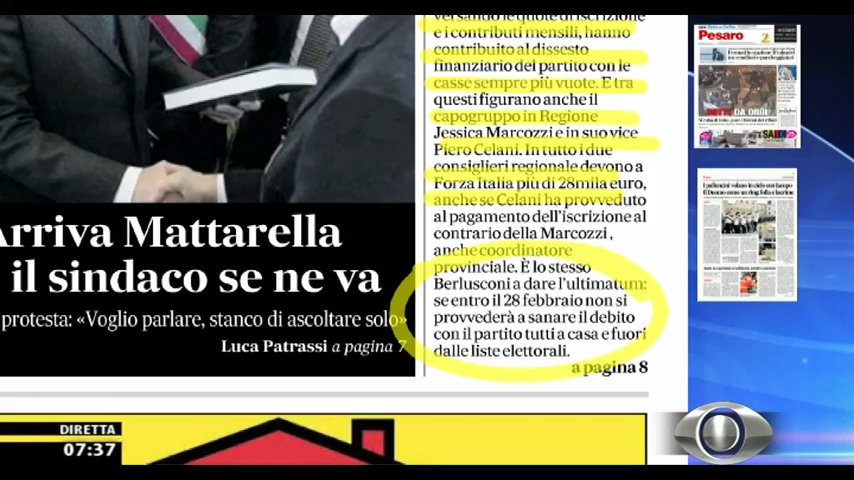 versando le quote di iscrizione
e i contributi mensili, hanno
contribuito al dissesto
finanziario del partito con le
casse sempre più vuote. E tra
questi figurano anche il
capogruppo in Regione
Jessica Marcozzi e in suo vice
Piero Celani. In tutto i due
consiglieri regionale devono a
Forza Italia più di 28mila euro,
anche se Celani ha provveduto
al pagamento dell'iscrizione al
contrario della Marcozzi,
anche coordinatore
provinciale. È lo stesso
Berlusconi a dare l'ultimatum:
se entro il 28 febbraio non si
provvederà a sanare il debito
con il partito tutti a casa e fuori
dalle liste elettorali.
a pagina 8
Arriva Mattarella
il sindaco se ne va
protesta: «Voglio parlare, stanco di ascoltare solo»
Luca Patrassi a pagina 7
DIRETTA
07:37
Pesaro
2